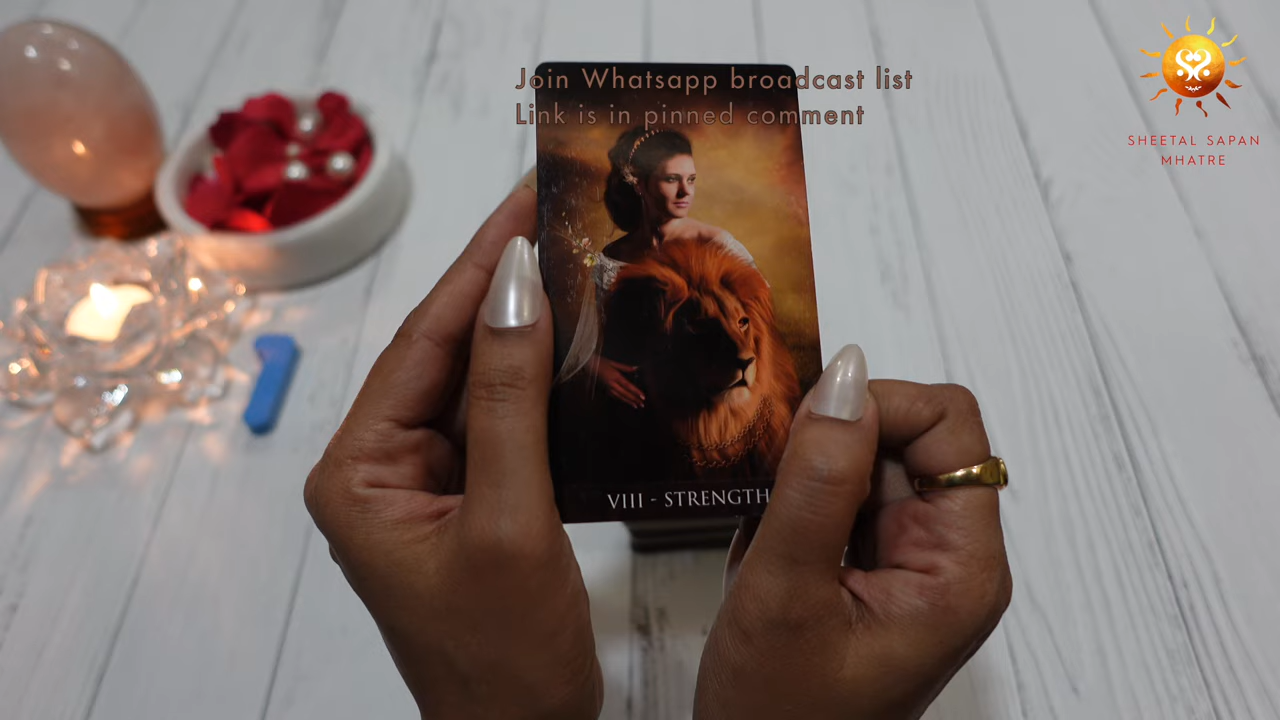 Join Whatsapp broadcast list
Link is in pinned comment
SHEETAL SAPAN
MHATRE
VIII - STRENGTH